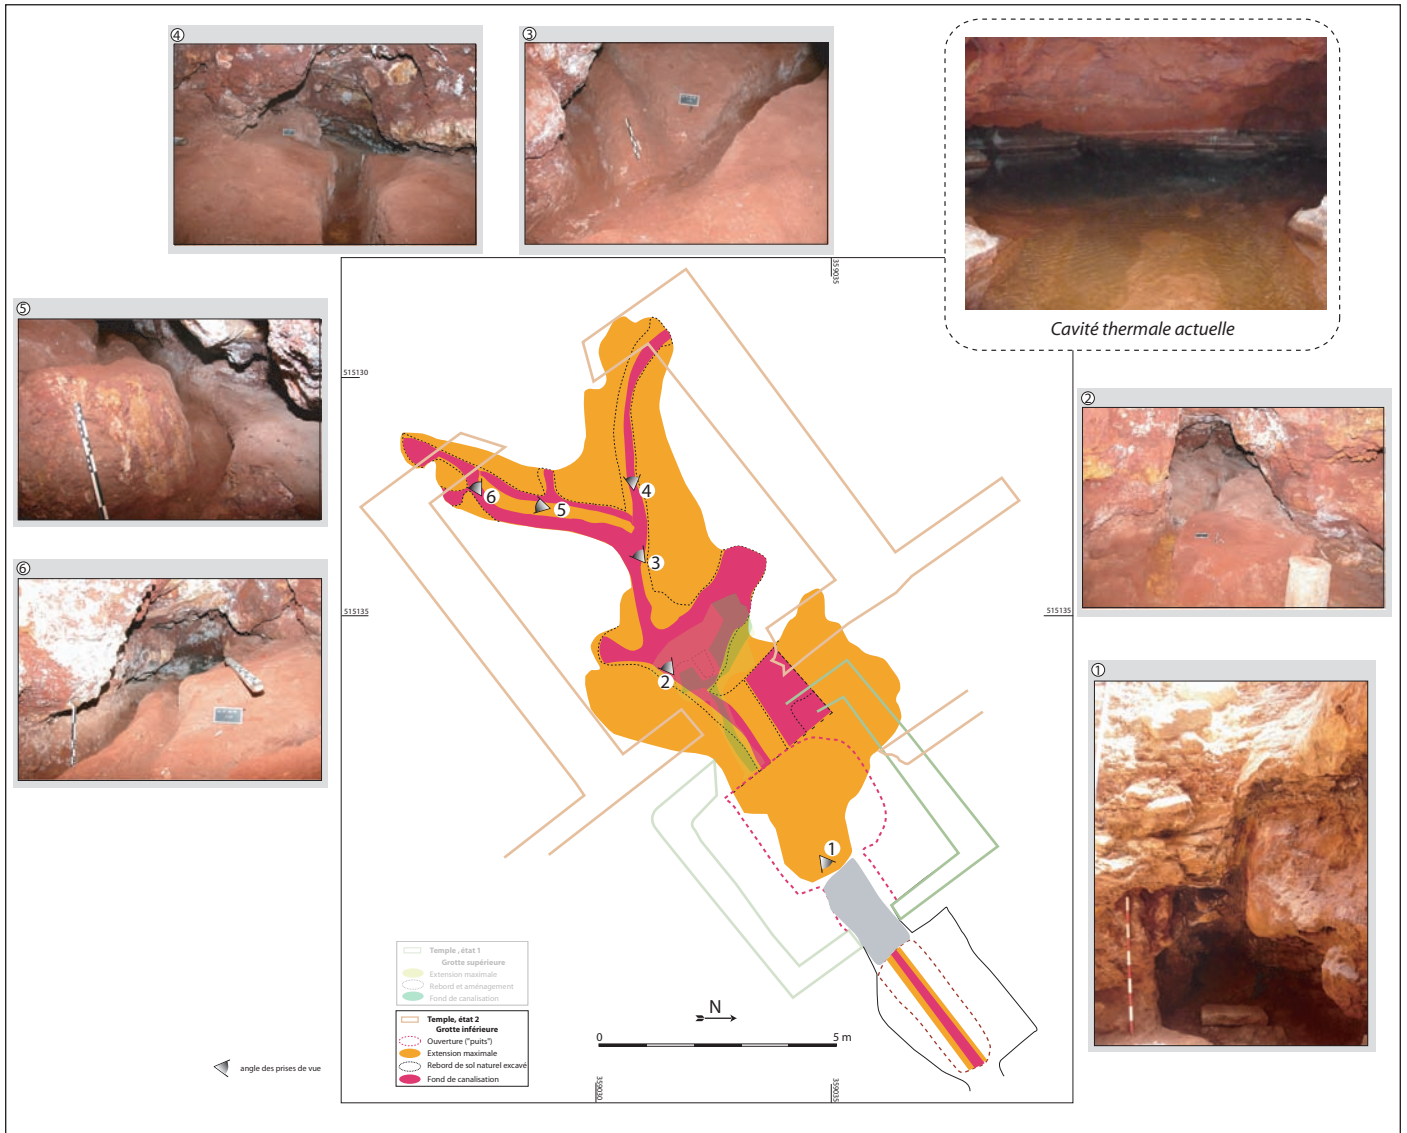 ④
③
Cavité thermale actuelle
⑤
②
⑥
①
359035
515130
515135
515135
4
6
5
3
2
1
Temple, état 1
Grotte supérieure
Extension maximale
Rebord et aménagement
Fond de canalisation
Temple, état 2
Grotte inférieure
Ouverture ("puits")
Extension maximale
Rebord de sol naturel excavé
Fond de canalisation
N
0 5 m
angle des prises de vue
359030
359035